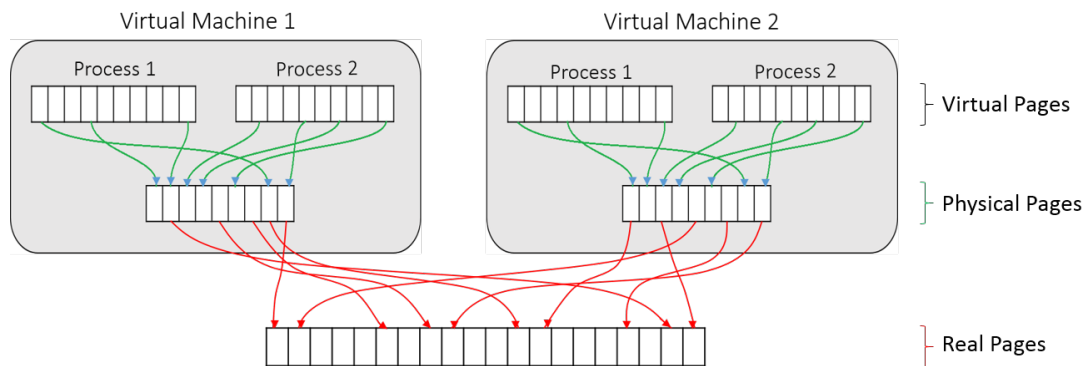 Virtual Machine 1
Virtual Machine 2
Process 1
Process 2
Process 1
Process 2
Virtual Pages
Physical Pages
Real Pages